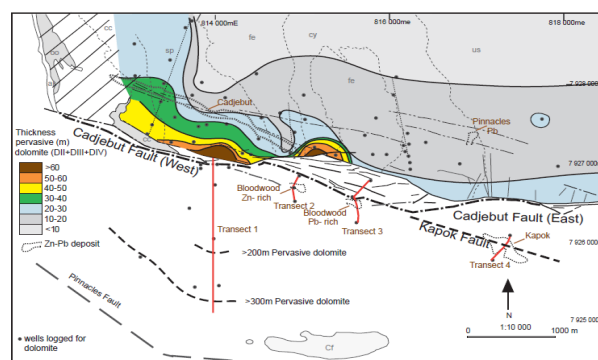 814 000mE
816 000me
818 000me
cc
sp
fe
cy
us
fe
Cadjebut
Pinnacles
Pb
7 928 000
7 927 000
7 926 000
7 925 000
Thickness
pervasive (m)
dolomite (DII+DIII+DIV)
>60
50-60
40-50
30-40
20-30
10-20
<10
Zn-Pb deposit
Cadjebut Fault (West)
Bloodwood
Zn- rich
Transect 2
Bloodwood
Pb- rich
Transect 3
Transect 1
Cadjebut Fault (East)
Kapok Fault
Kapok
Transect 4
>200m Pervasive dolomite
>300m Pervasive dolomite
Pinnacles Fault
wells logged for
dolomite
Cf
N
1:10 000
0
1000 m